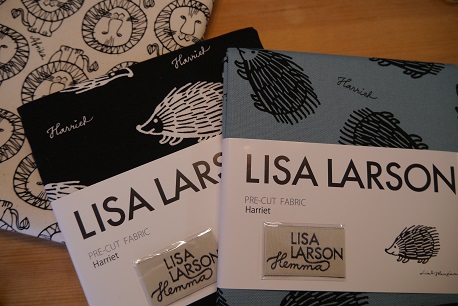 Harriet
Harriet
Harriet
LISA LARS
PRE-CUT FABRIC
Harriet
LISA
LARSON
Hemma
LISA LARSON
PRE-CUT FABRIC
Harriet
LISA
LARSON
Hemma